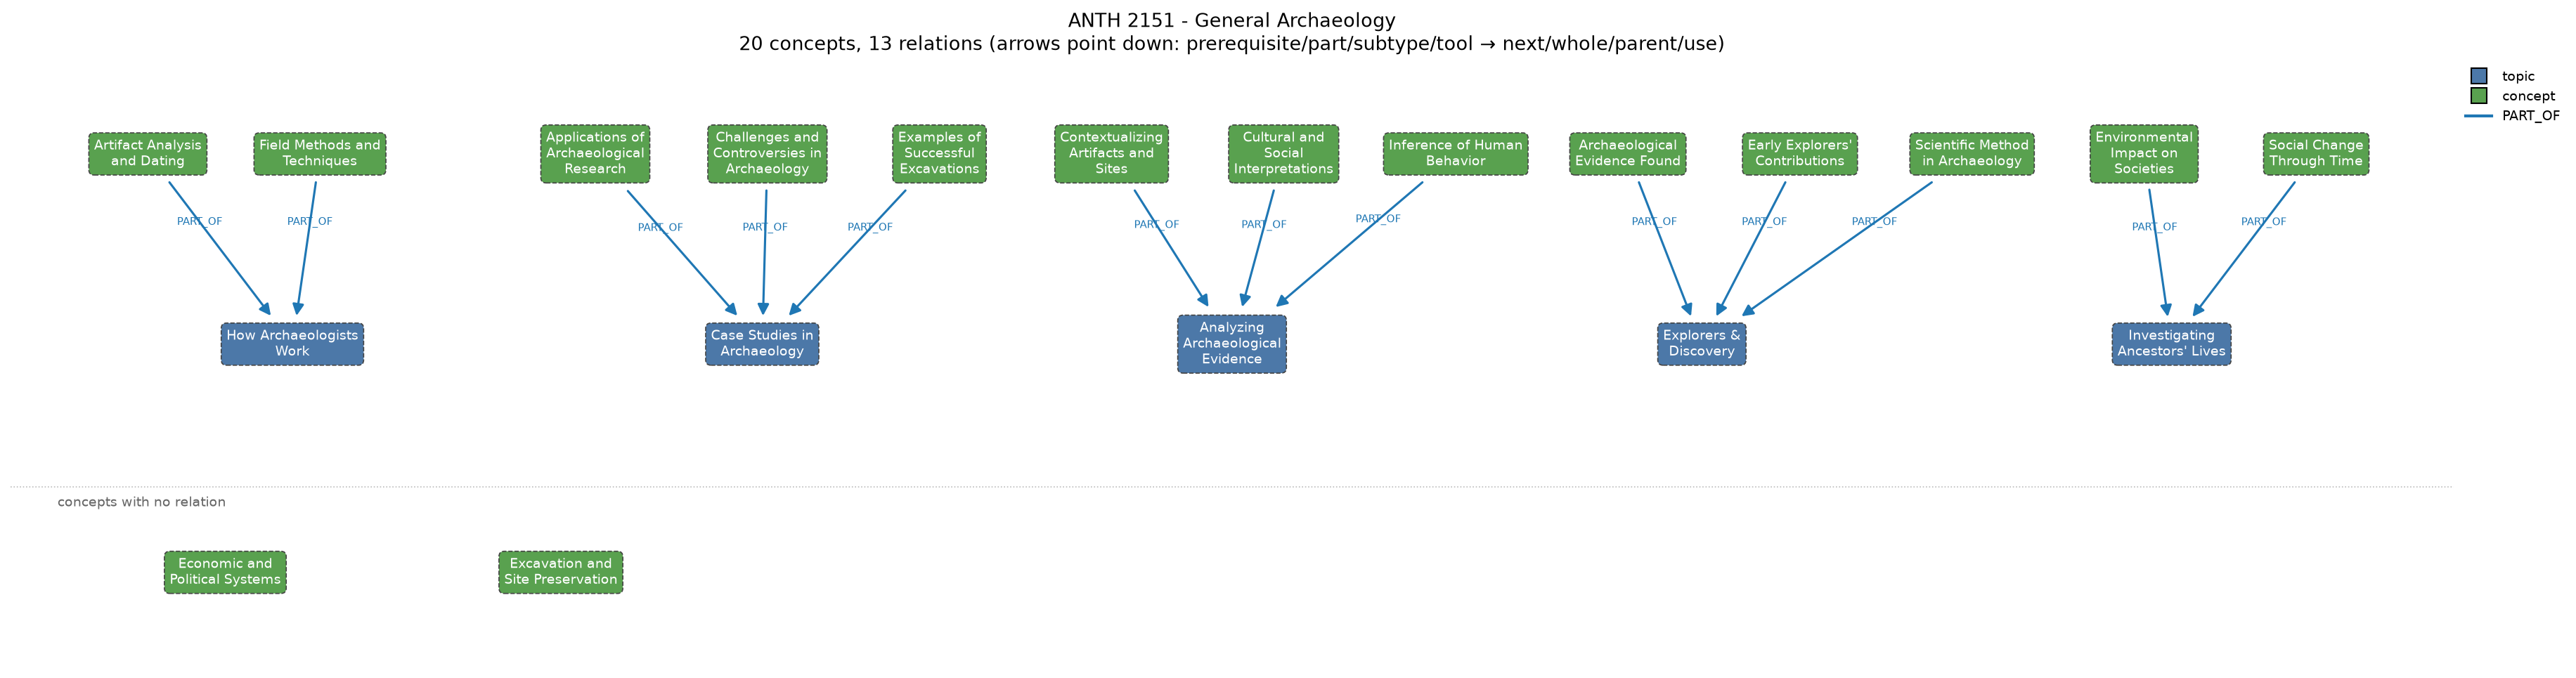 ANTH 2151 - General Archaeology
20 concepts, 13 relations (arrows point down: prerequisite/part/subtype/tool → next/whole/parent/use)
topic
concept
PART_OF
Artifact Analysis
and Dating
Field Methods and
Techniques
Applications of
Archaeological
Research
Challenges and
Controversies in
Archaeology
Examples of
Successful
Excavations
Contextualizing
Artifacts and
Sites
Cultural and
Social
Interpretations
Inference of Human
Behavior
Archaeological
Evidence Found
Early Explorers'
Contributions
Scientific Method
in Archaeology
Environmental
Impact on
Societies
Social Change
Through Time
PART_OF
PART_OF
PART_OF
PART_OF
PART_OF
PART_OF
PART_OF
PART_OF
PART_OF
PART_OF
PART_OF
PART_OF
PART_OF
How Archaeologists
Work
Case Studies in
Archaeology
Analyzing
Archaeological
Evidence
Explorers &
Discovery
Investigating
Ancestors' Lives
concepts with no relation
Economic and
Political Systems
Excavation and
Site Preservation